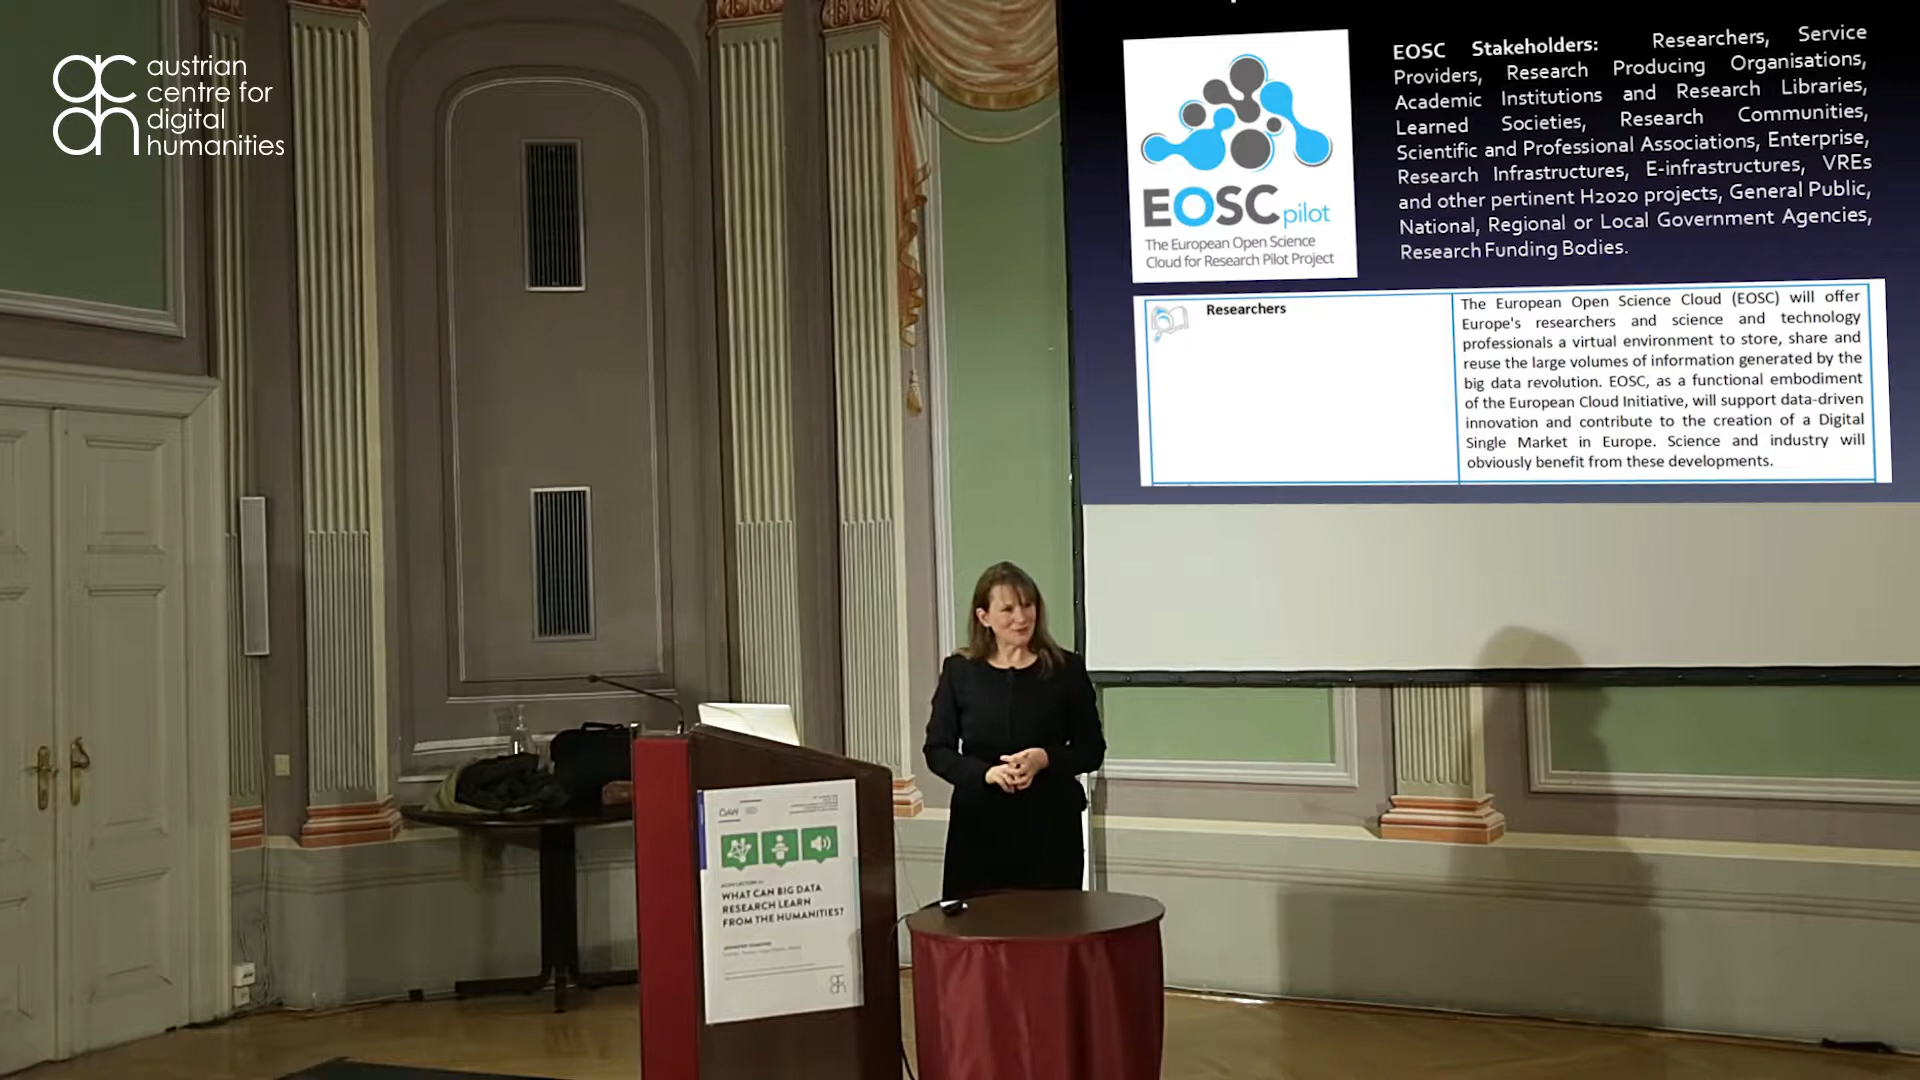 austrian
centre for
digital
humanities
EOSC Stakeholders: Researchers, Service
Providers, Research Producing Organisations,
Academic Institutions and Research Libraries,
Learned Societies, Research Communities,
Scientific and Professional Associations, Enterprise,
Research Infrastructures, E-infrastructures, VREs
and other pertinent H2020 projects, General Public,
National, Regional or Local Government Agencies,
Research Funding Bodies.
EOSCpilot
The European Open Science
Cloud for Research Pilot Project
Researchers
The European Open Science Cloud (EOSC) will offer
Europe's researchers and science and technology
professionals a virtual environment to store, share and
reuse the large volumes of information generated by the
big data revolution. EOSC, as a functional embodiment
of the European Cloud Initiative, will support data-driven
innovation and contribute to the creation of a Digital
Single Market in Europe. Science and industry will
obviously benefit from these developments.
ÖAW
WHAT CAN BIG DATA
RESEARCH LEARN
FROM THE HUMANITIES?